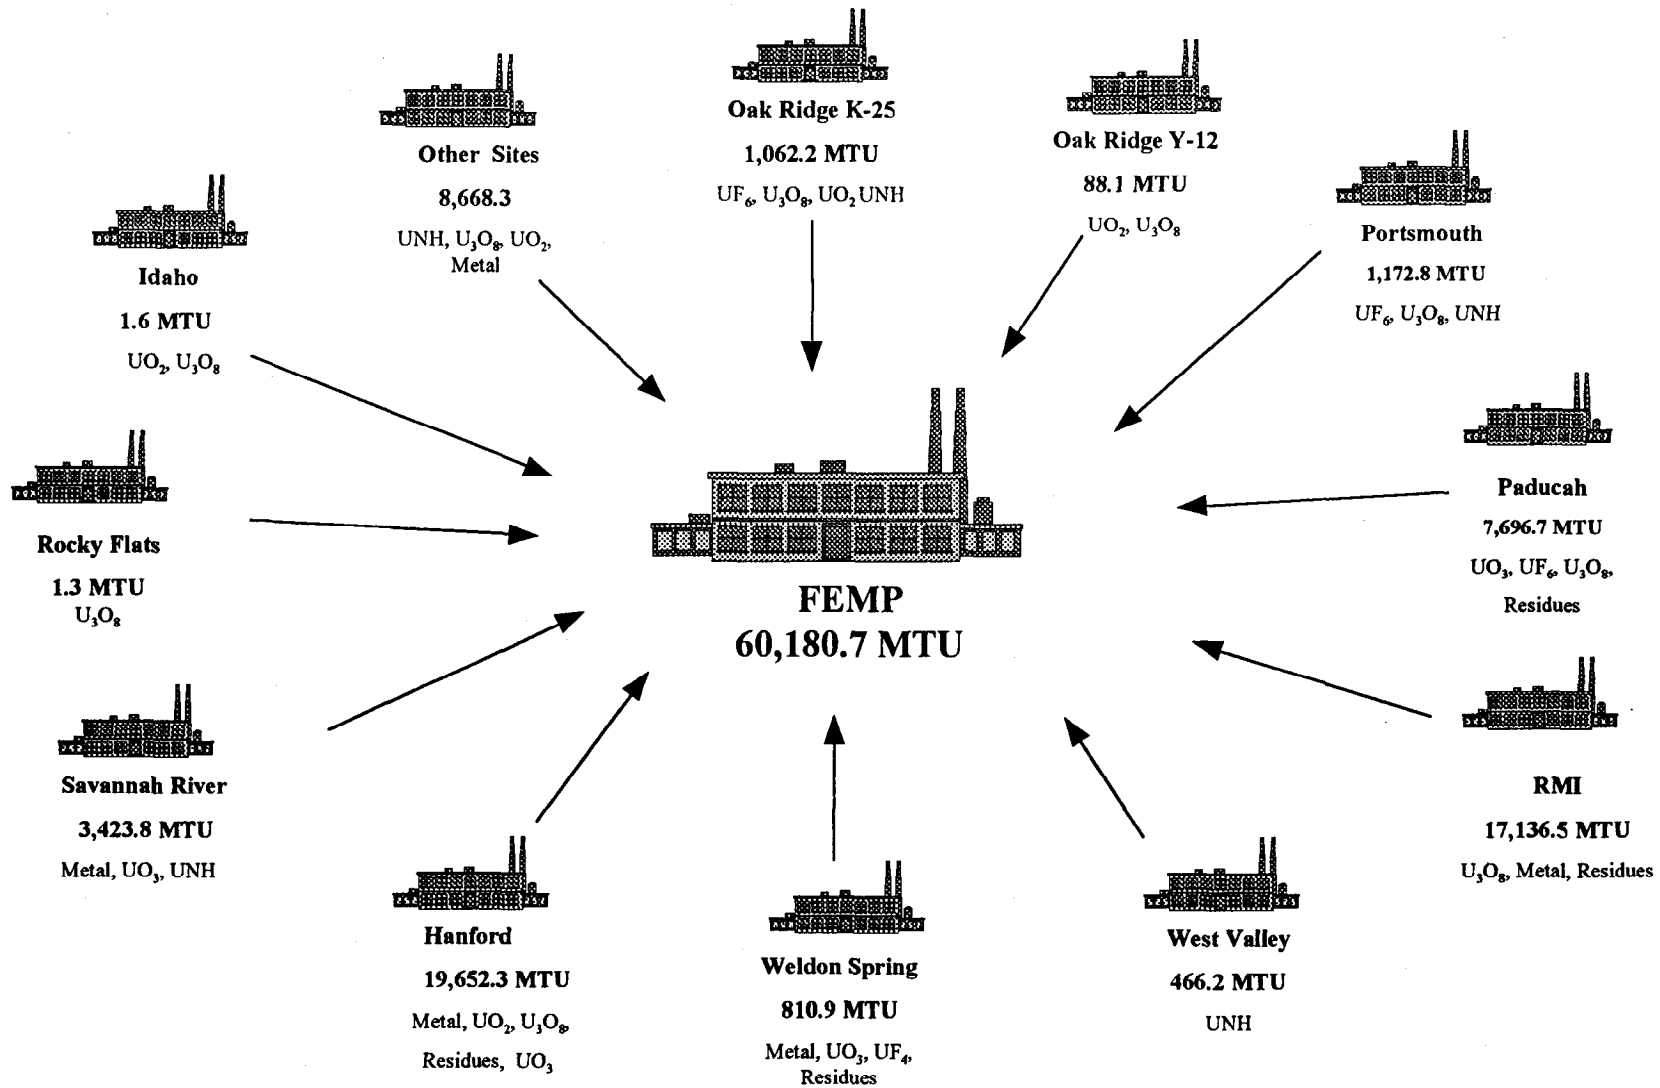 Oak Ridge K-25
1,062.2 MTU
UF₆, U₃O₈, UO₂ UNH
Oak Ridge Y-12
88.1 MTU
UO₂, U₃O₈
Other Sites
8,668.3
UNH, U₃O₈, UO₂,
Metal
Portsmouth
1,172.8 MTU
UF₆, U₃O₈, UNH
Idaho
1.6 MTU
UO₂, U₃O₈
Paducah
7,696.7 MTU
UO₃, UF₆, U₃O₈,
Residues
Rocky Flats
1.3 MTU
U₃O₈
FEMP
60,180.7 MTU
Savannah River
3,423.8 MTU
Metal, UO₃, UNH
RMI
17,136.5 MTU
U₃O₈, Metal, Residues
Hanford
19,652.3 MTU
Metal, UO₂, U₃O₈,
Residues, UO₃
Weldon Spring
810.9 MTU
Metal, UO₃, UF₄,
Residues
West Valley
466.2 MTU
UNH